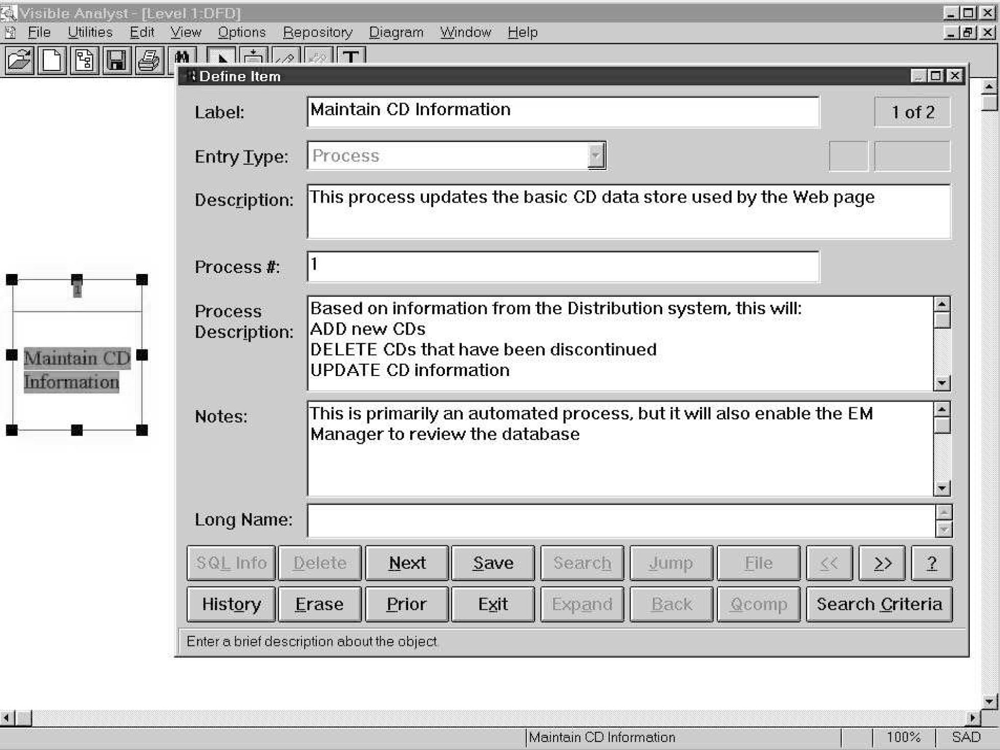 Visible Analyst - [Level 1:DFD]
File Utilities Edit View Options Repository Diagram Window Help
T
Define Item
Label: Maintain CD Information 1 of 2
Entry Type: Process
Description: This process updates the basic CD data store used by the Web page
Process #: 1
1
Maintain CD
Information
Process
Description:
Based on information from the Distribution system, this will:
ADD new CDs
DELETE CDs that have been discontinued
UPDATE CD information
Notes: This is primarily an automated process, but it will also enable the EM
Manager to review the database
Long Name:
SQL Info Delete Next Save Search Jump File << >> ?
History Erase Prior Exit Expand Back Qcomp Search Criteria
Enter a brief description about the object.
Maintain CD Information 100% SAD